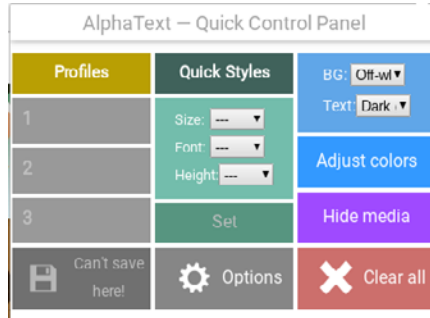 AlphaText — Quick Control Panel
Profiles
1
2
3
Can't save
here!
Quick Styles
Size: ---
Font: ---
Height: ---
Set
Options
BG: Off-wl
Text: Dark
Adjust colors
Hide media
Clear all